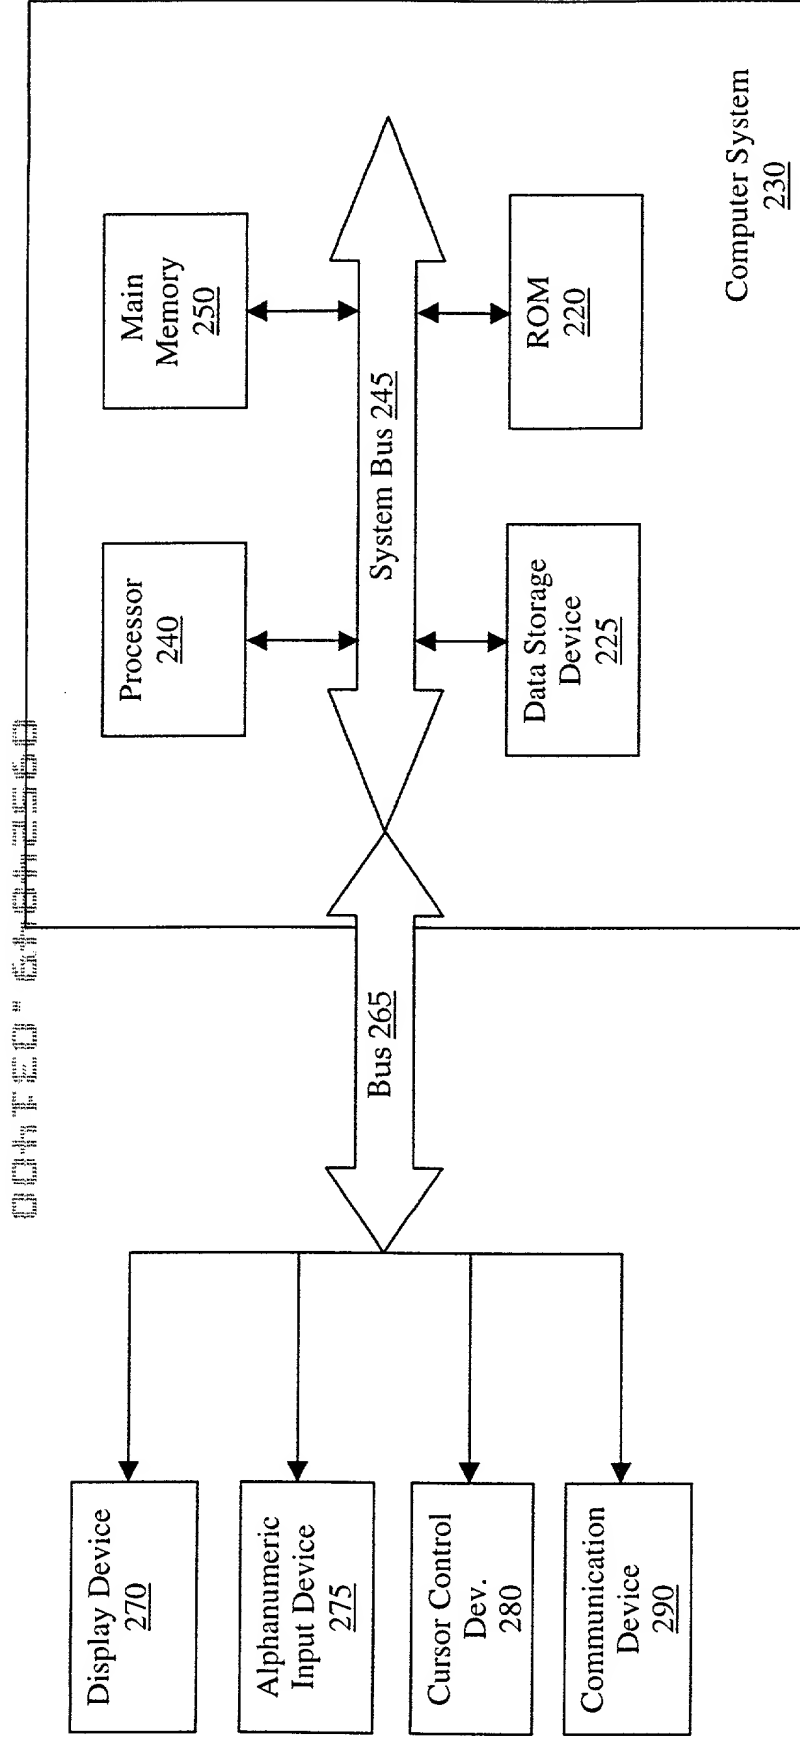 Display Device
270
Alphanumeric
Input Device
275
Cursor Control
Dev.
280
Communication
Device
290
Bus 265
Processor
240
Main
Memory
250
System Bus 245
Data Storage
Device
225
ROM
220
Computer System
230